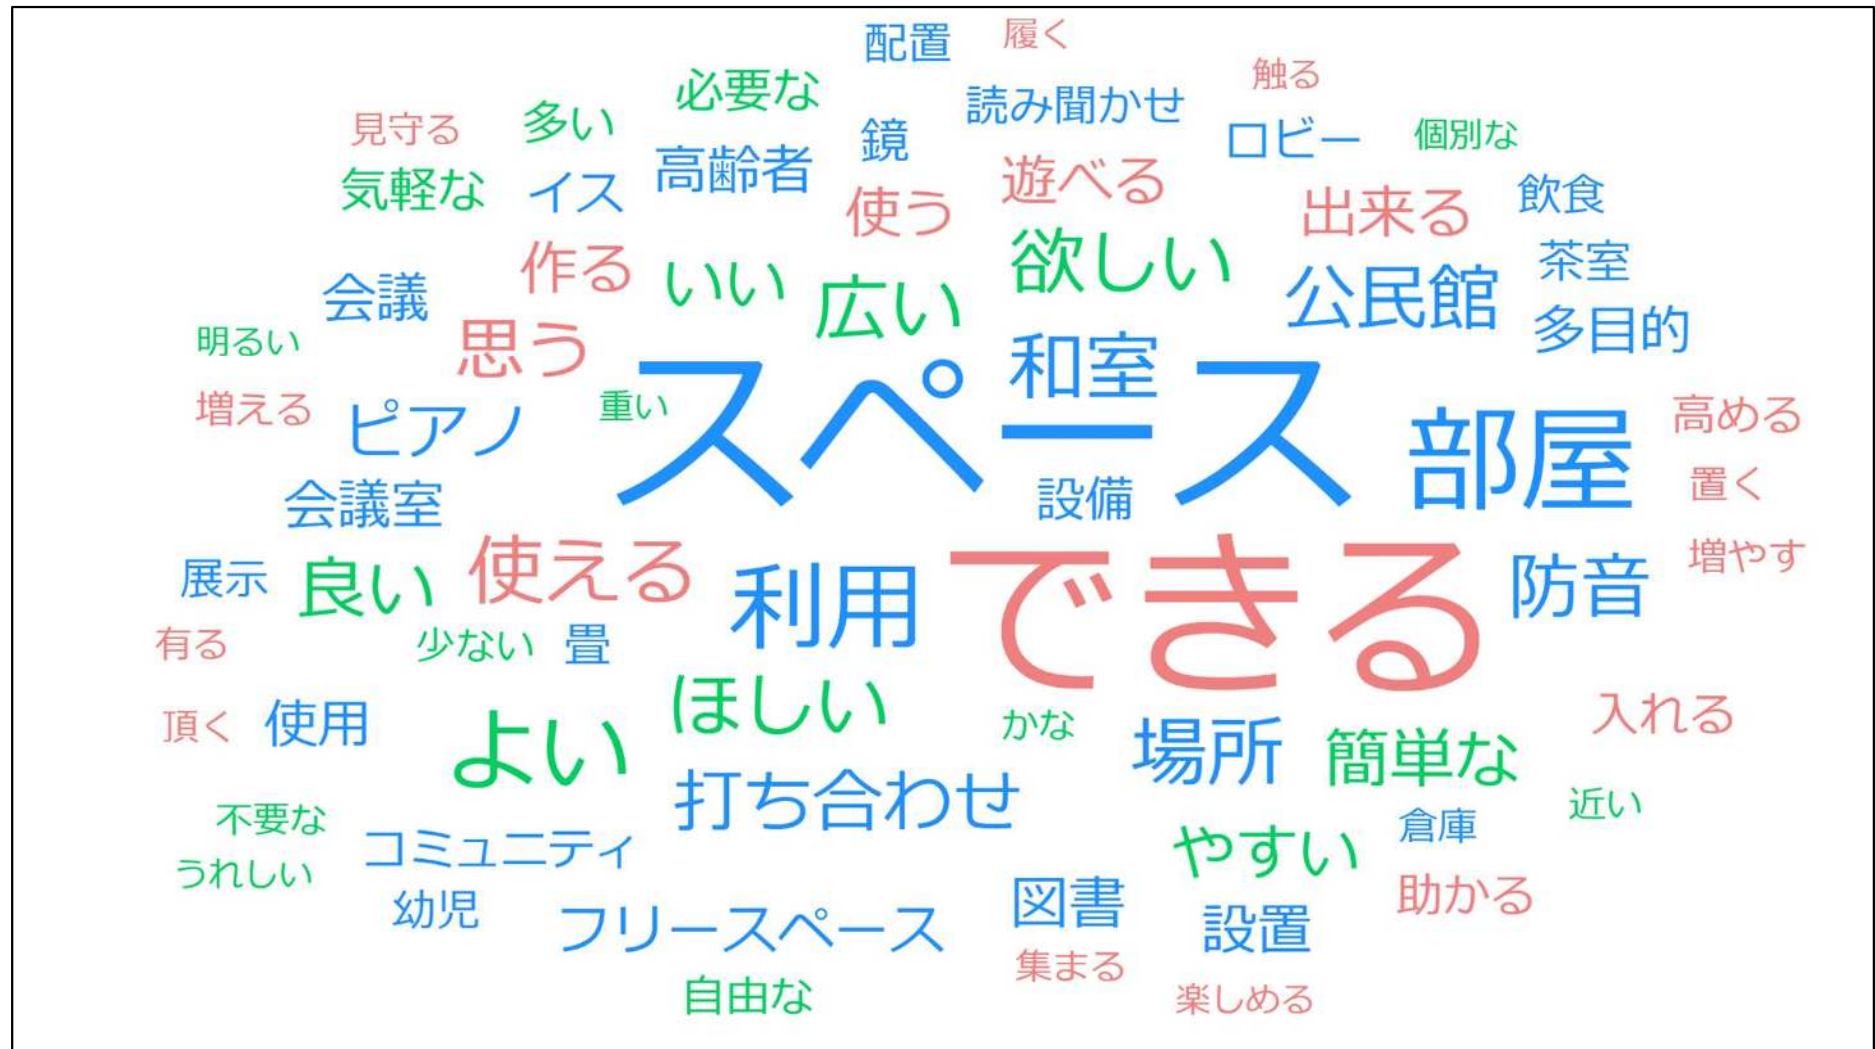 配置 履く
必要な 触る
見守る 多い 読み聞かせ
鏡 ロビー 個別な
気軽な イス 高齢者 使う 遊べる 出来る 飲食
会議 作る いい 広い 欲しい 公民館 茶室
明るい 思う 和室 多目的
増える ピアノ 重い スペース 部屋 高める
会議室 設備 置く
展示 良い 使える 利用 できる 防音 増やす
有る 少ない 畳
頂く 使用 よい ほしい かな 場所 簡単な 入れる
不要な コミュニティ 打ち合わせ やすい 倉庫 近い
うれしい 幼児 フリースペース 図書 設置 助かる
自由な 集まる 楽しめる